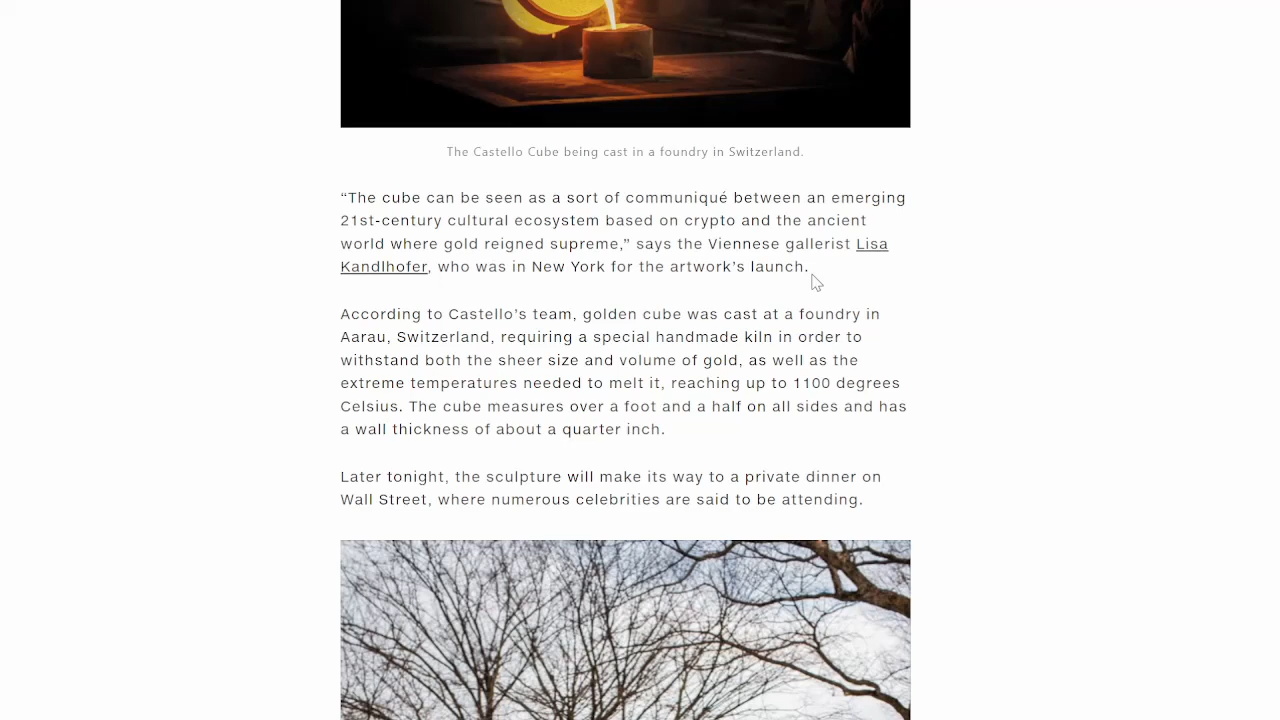 The Castello Cube being cast in a foundry in Switzerland.
“The cube can be seen as a sort of communiqué between an emerging
21st-century cultural ecosystem based on crypto and the ancient
world where gold reigned supreme,” says the Viennese gallerist Lisa
Kandlhofer, who was in New York for the artwork’s launch.
According to Castello’s team, golden cube was cast at a foundry in
Aarau, Switzerland, requiring a special handmade kiln in order to
withstand both the sheer size and volume of gold, as well as the
extreme temperatures needed to melt it, reaching up to 1100 degrees
Celsius. The cube measures over a foot and a half on all sides and has
a wall thickness of about a quarter inch.
Later tonight, the sculpture will make its way to a private dinner on
Wall Street, where numerous celebrities are said to be attending.